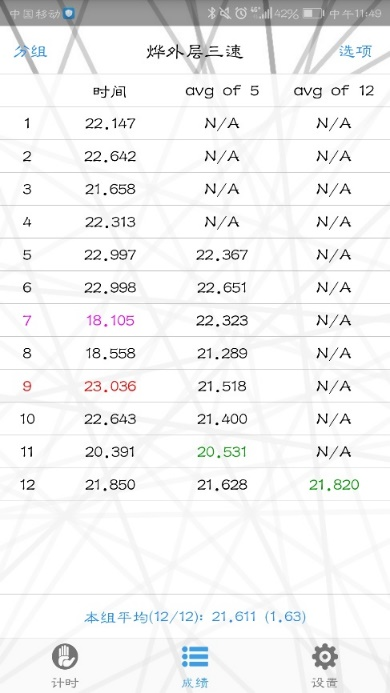 中国移动 4G 42% 中午11:49
分组 烨外层三速 选项
时间 avg of 5 avg of 12
1 22.147 N/A N/A
2 22.642 N/A N/A
3 21.658 N/A N/A
4 22.313 N/A N/A
5 22.997 22.367 N/A
6 22.998 22.651 N/A
7 18.105 22.323 N/A
8 18.558 21.289 N/A
9 23.036 21.518 N/A
10 22.643 21.400 N/A
11 20.391 20.531 N/A
12 21.850 21.628 21.820
本组平均(12/12): 21.611 (1.63)
计时 成绩 设置